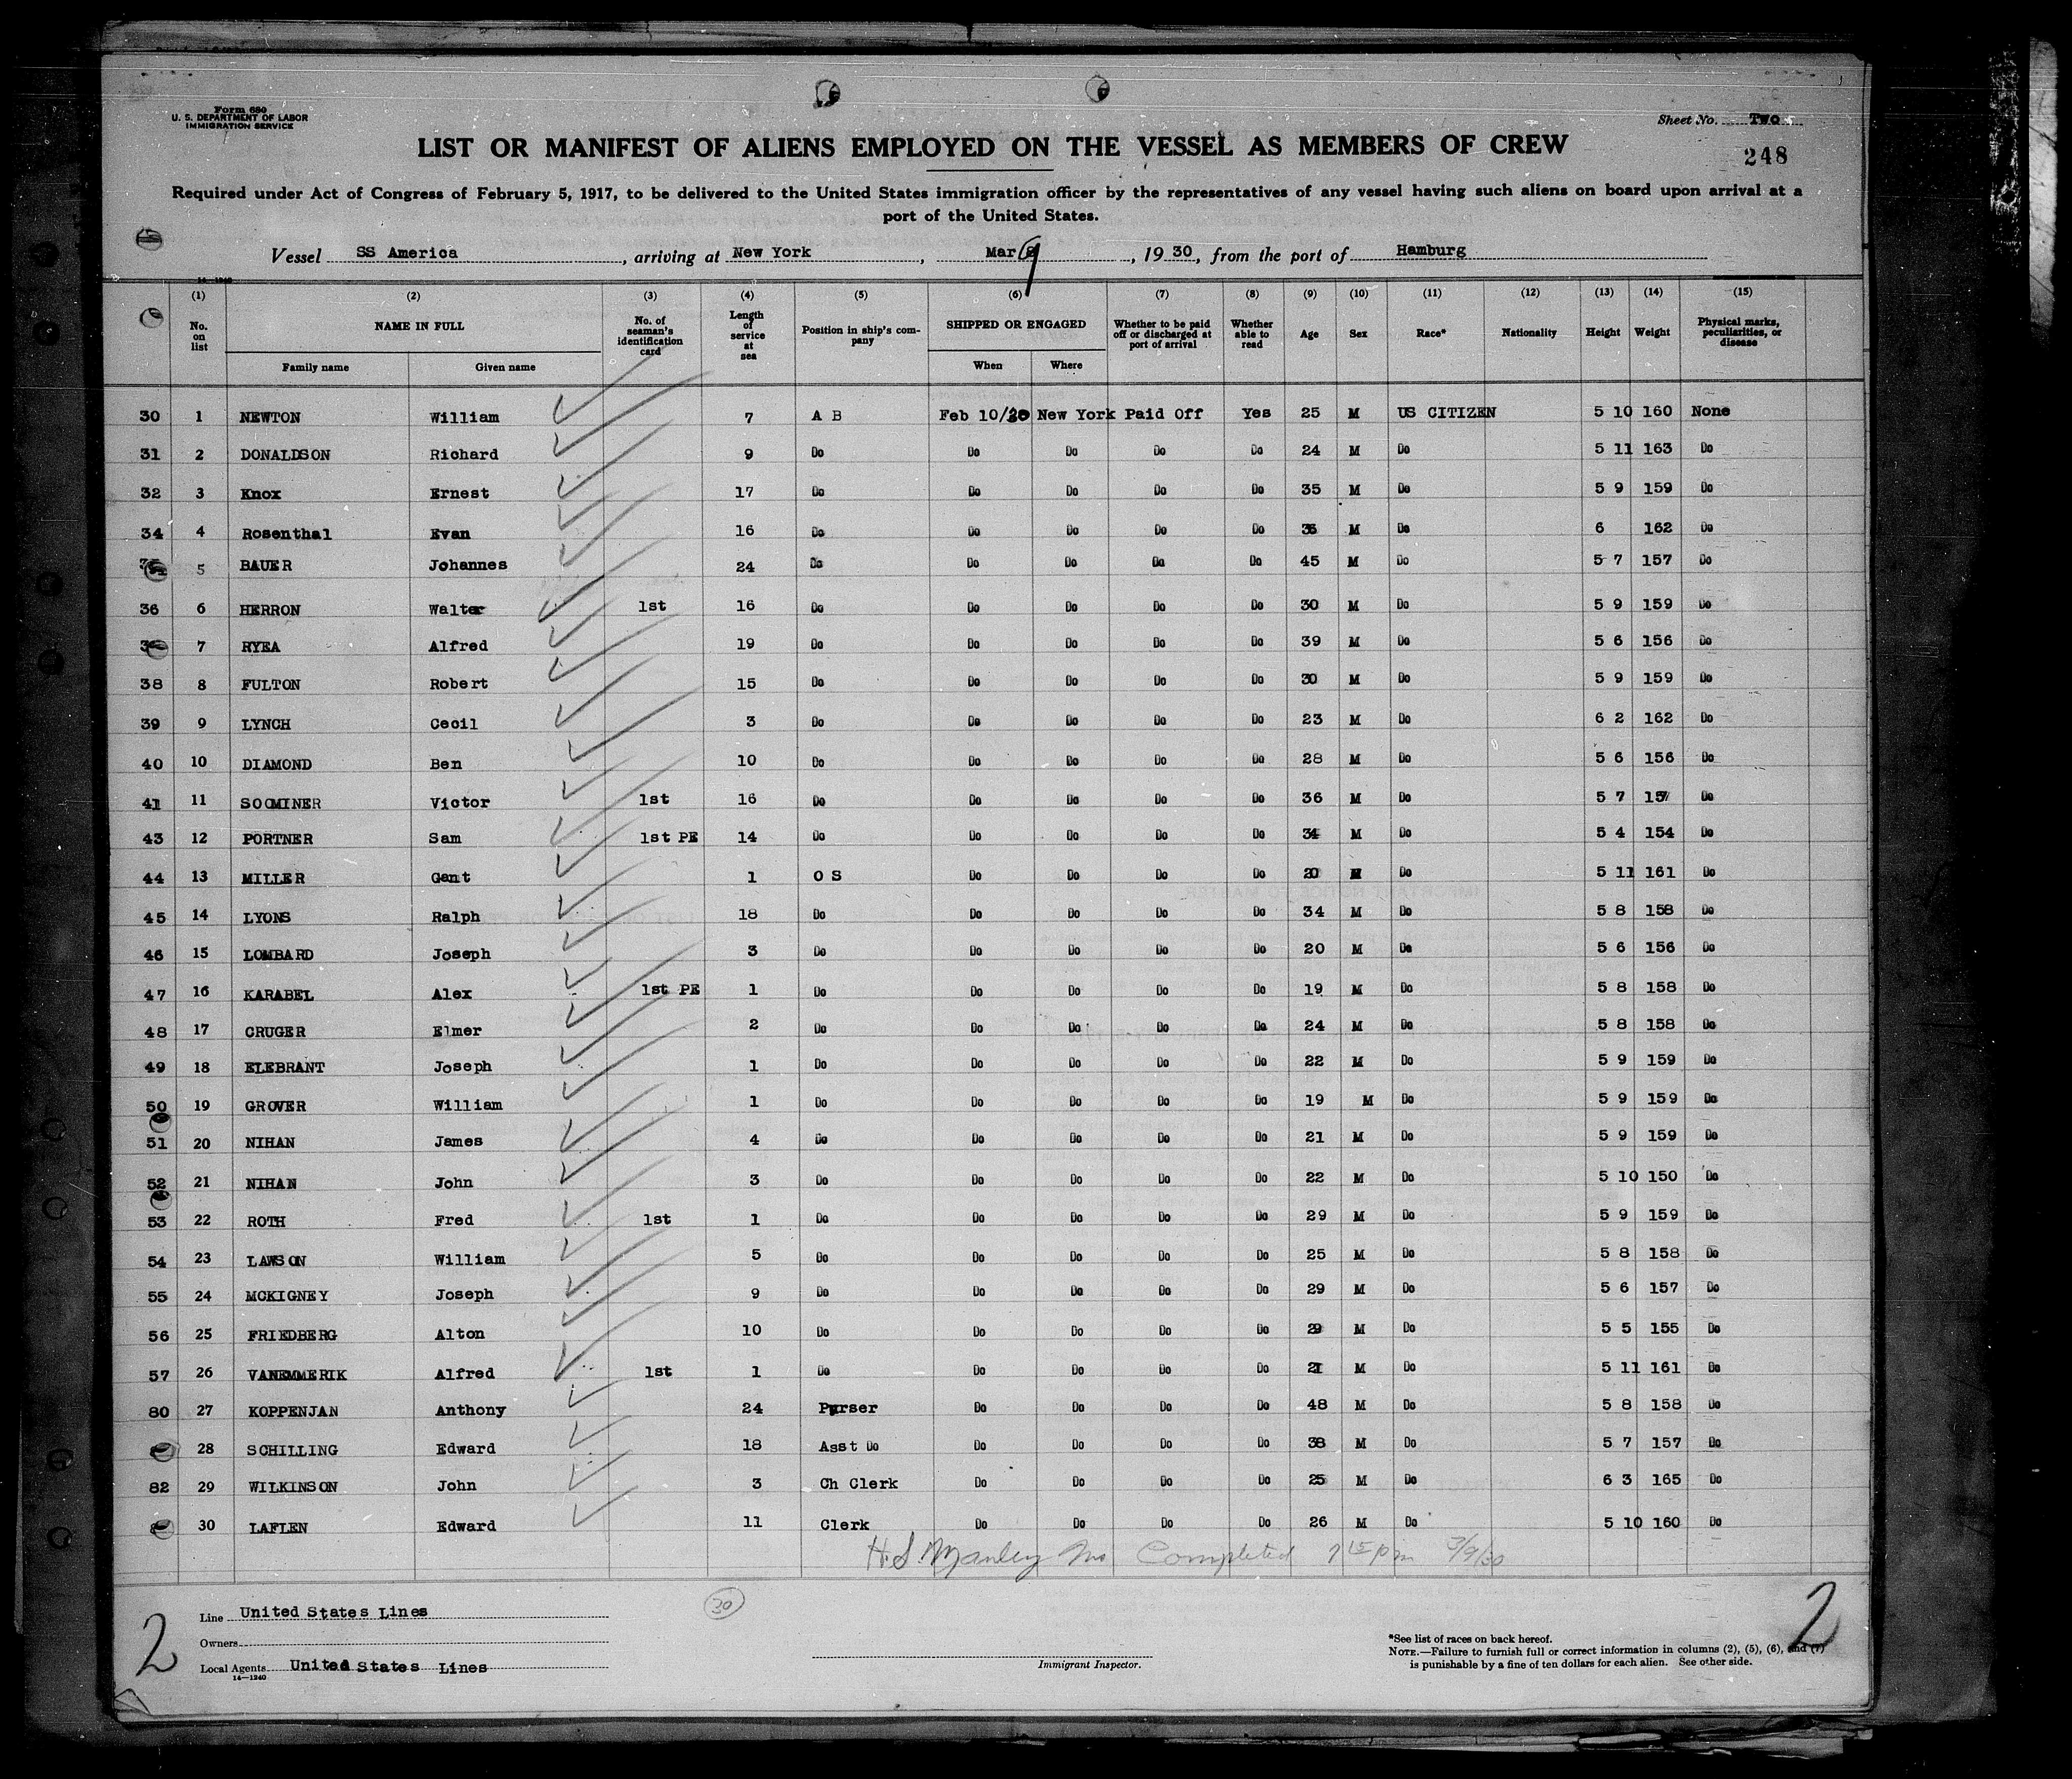 Form 680
U. S. DEPARTMENT OF LABOR
IMMIGRATION SERVICE
Sheet No. Two
248
LIST OR MANIFEST OF ALIENS EMPLOYED ON THE VESSEL AS MEMBERS OF CREW
Required under Act of Congress of February 5, 1917, to be delivered to the United States immigration officer by the representatives of any vessel having such aliens on board upon arrival at a
port of the United States.
Vessel SS America, arriving at New York, Mar 9, 1930, from the port of Hamburg
14—1240
(1) (2) (3) (4) (5) (6) (7) (8) (9) (10) (11) (12) (13) (14) (15)
No. on list NAME IN FULL No. of seaman's identification card Length of service at sea Position in ship's company SHIPPED OR ENGAGED Whether to be paid off or discharged at port of arrival Whether able to read Age Sex Race* Nationality Height Weight Physical marks, peculiarities, or disease
Family name Given name When Where
30 1 NEWTON William 7 A B Feb 10/30 New York Paid Off Yes 25 M US CITIZEN 5 10 160 None
31 2 DONALDSON Richard 9 Do Do Do Do Do 24 M Do 5 11 163 Do
32 3 Knox Ernest 17 Do Do Do Do Do 35 M Do 5 9 159 Do
34 4 Rosenthal Evan 16 Do Do Do Do Do 36 M Do 6 162 Do
5 BAUER Johannes 24 Do Do Do Do Do 45 M Do 5 7 157 Do
36 6 HERRON Walter 1st 16 Do Do Do Do Do 30 M Do 5 9 159 Do
7 RYEA Alfred 19 Do Do Do Do Do 39 M Do 5 6 156 Do
38 8 FULTON Robert 15 Do Do Do Do Do 30 M Do 5 9 159 Do
39 9 LYNCH Cecil 3 Do Do Do Do Do 23 M Do 6 2 162 Do
40 10 DIAMOND Ben 10 Do Do Do Do Do 28 M Do 5 6 156 Do
41 11 SOOMINER Victor 1st 16 Do Do Do Do Do 36 M Do 5 7 157 Do
43 12 PORTNER Sam 1st PE 14 Do Do Do Do Do 34 M Do 5 4 154 Do
44 13 MILLER Gant 1 O S Do Do Do Do 20 M Do 5 11 161 Do
45 14 LYONS Ralph 18 Do Do Do Do Do 34 M Do 5 8 158 Do
46 15 LOMBARD Joseph 3 Do Do Do Do Do 20 M Do 5 6 156 Do
47 16 KARABEL Alex 1st PE 1 Do Do Do Do Do 19 M Do 5 8 158 Do
48 17 CRUGER Elmer 2 Do Do Do Do Do 24 M Do 5 8 158 Do
49 18 ELEBRANT Joseph 1 Do Do Do Do Do 22 M Do 5 9 159 Do
50 19 GROVER William 1 Do Do Do Do Do 19 M Do 5 9 159 Do
51 20 NIHAN James 4 Do Do Do Do Do 21 M Do 5 9 159 Do
52 21 NIHAN John 3 Do Do Do Do Do 22 M Do 5 10 150 Do
53 22 ROTH Fred 1st 1 Do Do Do Do Do 29 M Do 5 9 159 Do
54 23 LAWSON William 5 Do Do Do Do Do 25 M Do 5 8 158 Do
55 24 MCKIGNEY Joseph 9 Do Do Do Do Do 29 M Do 5 6 157 Do
56 25 FRIEDBERG Alton 10 Do Do Do Do Do 29 M Do 5 5 155 Do
57 26 VANEMMERIK Alfred 1st 1 Do Do Do Do Do 21 M Do 5 11 161 Do
80 27 KOPPENJAN Anthony 24 Purser Do Do Do Do 48 M Do 5 8 158 Do
28 SCHILLING Edward 18 Asst Do Do Do Do Do 38 M Do 5 7 157 Do
82 29 WILKINSON John 3 Ch Clerk Do Do Do Do 25 M Do 6 3 165 Do
30 LAFLEN Edward 11 Clerk Do Do Do Do 26 M Do 5 10 160 Do
H.S. Manley Completed 3/9/30
2
30
2
Line United States Lines
Owners
Local Agents United States Lines
14—1240
Immigrant Inspector.
*See list of races on back hereof.
NOTE.—Failure to furnish full or correct information in columns (2), (5), (6), and (7)
is punishable by a fine of ten dollars for each alien. See other side.